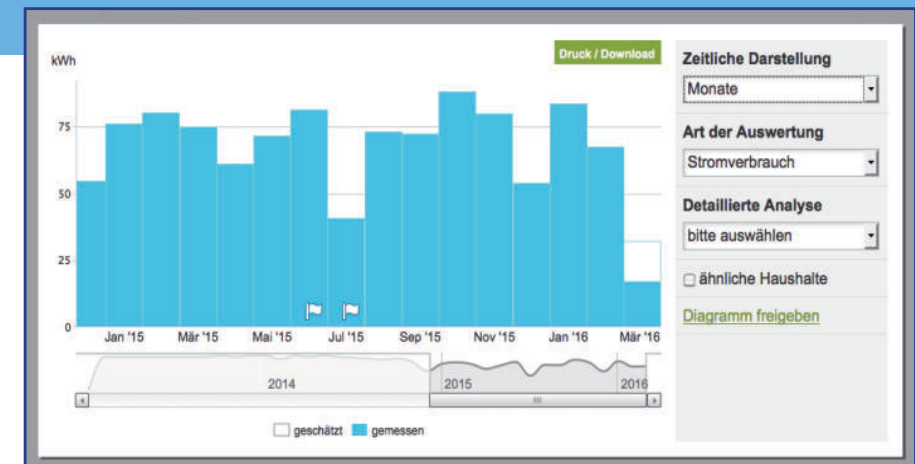 kWh
Druck / Download
75
50
25
0
Jan '15 Mär '15 Mai '15 Jul '15 Sep '15 Nov '15 Jan '16 Mär '16
2014 2015 2016
geschätzt gemessen
Zeitliche Darstellung
Monate
Art der Auswertung
Stromverbrauch
Detaillierte Analyse
bitte auswählen
ähnliche Haushalte
Diagramm freigeben